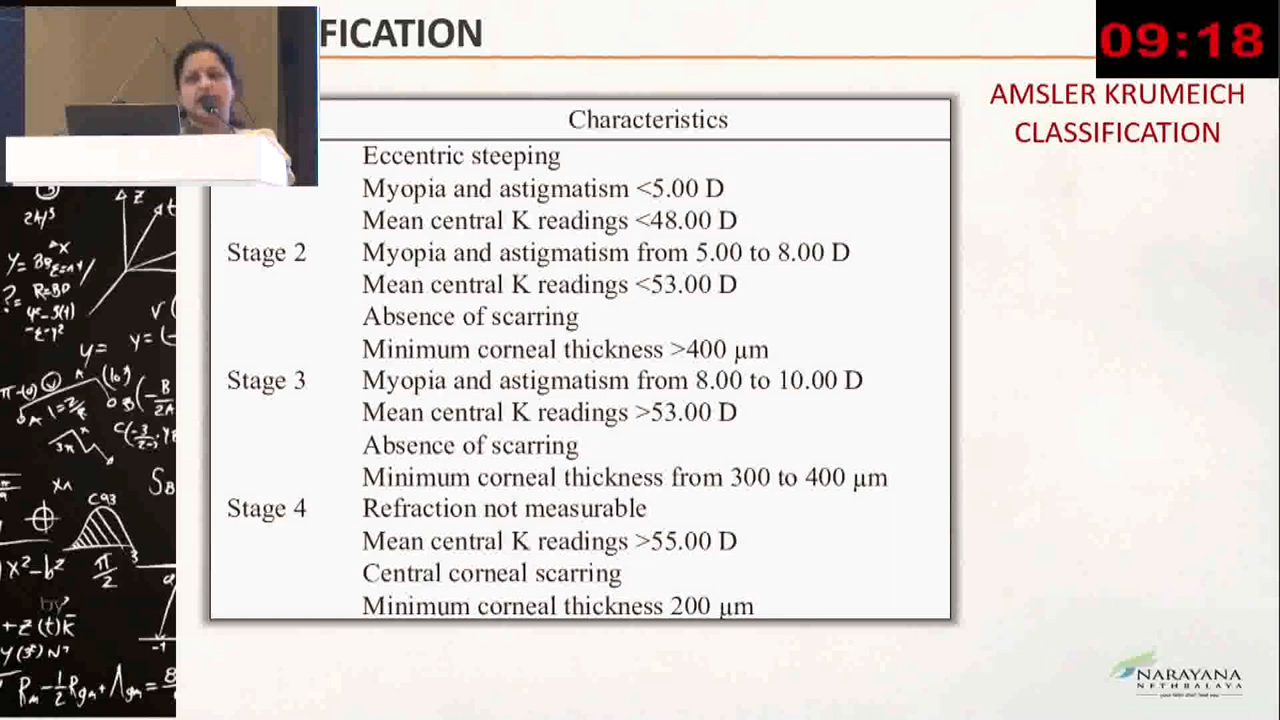 FICATION
09:18
AMSLER KRUMEICH
CLASSIFICATION
Characteristics
Eccentric steeping
Myopia and astigmatism <5.00 D
Mean central K readings <48.00 D
Stage 2 Myopia and astigmatism from 5.00 to 8.00 D
Mean central K readings <53.00 D
Absence of scarring
Minimum corneal thickness >400 μm
Stage 3 Myopia and astigmatism from 8.00 to 10.00 D
Mean central K readings >53.00 D
Absence of scarring
Minimum corneal thickness from 300 to 400 μm
Stage 4 Refraction not measurable
Mean central K readings >55.00 D
Central corneal scarring
Minimum corneal thickness 200 μm
NARAYANA
NETHRALAYA